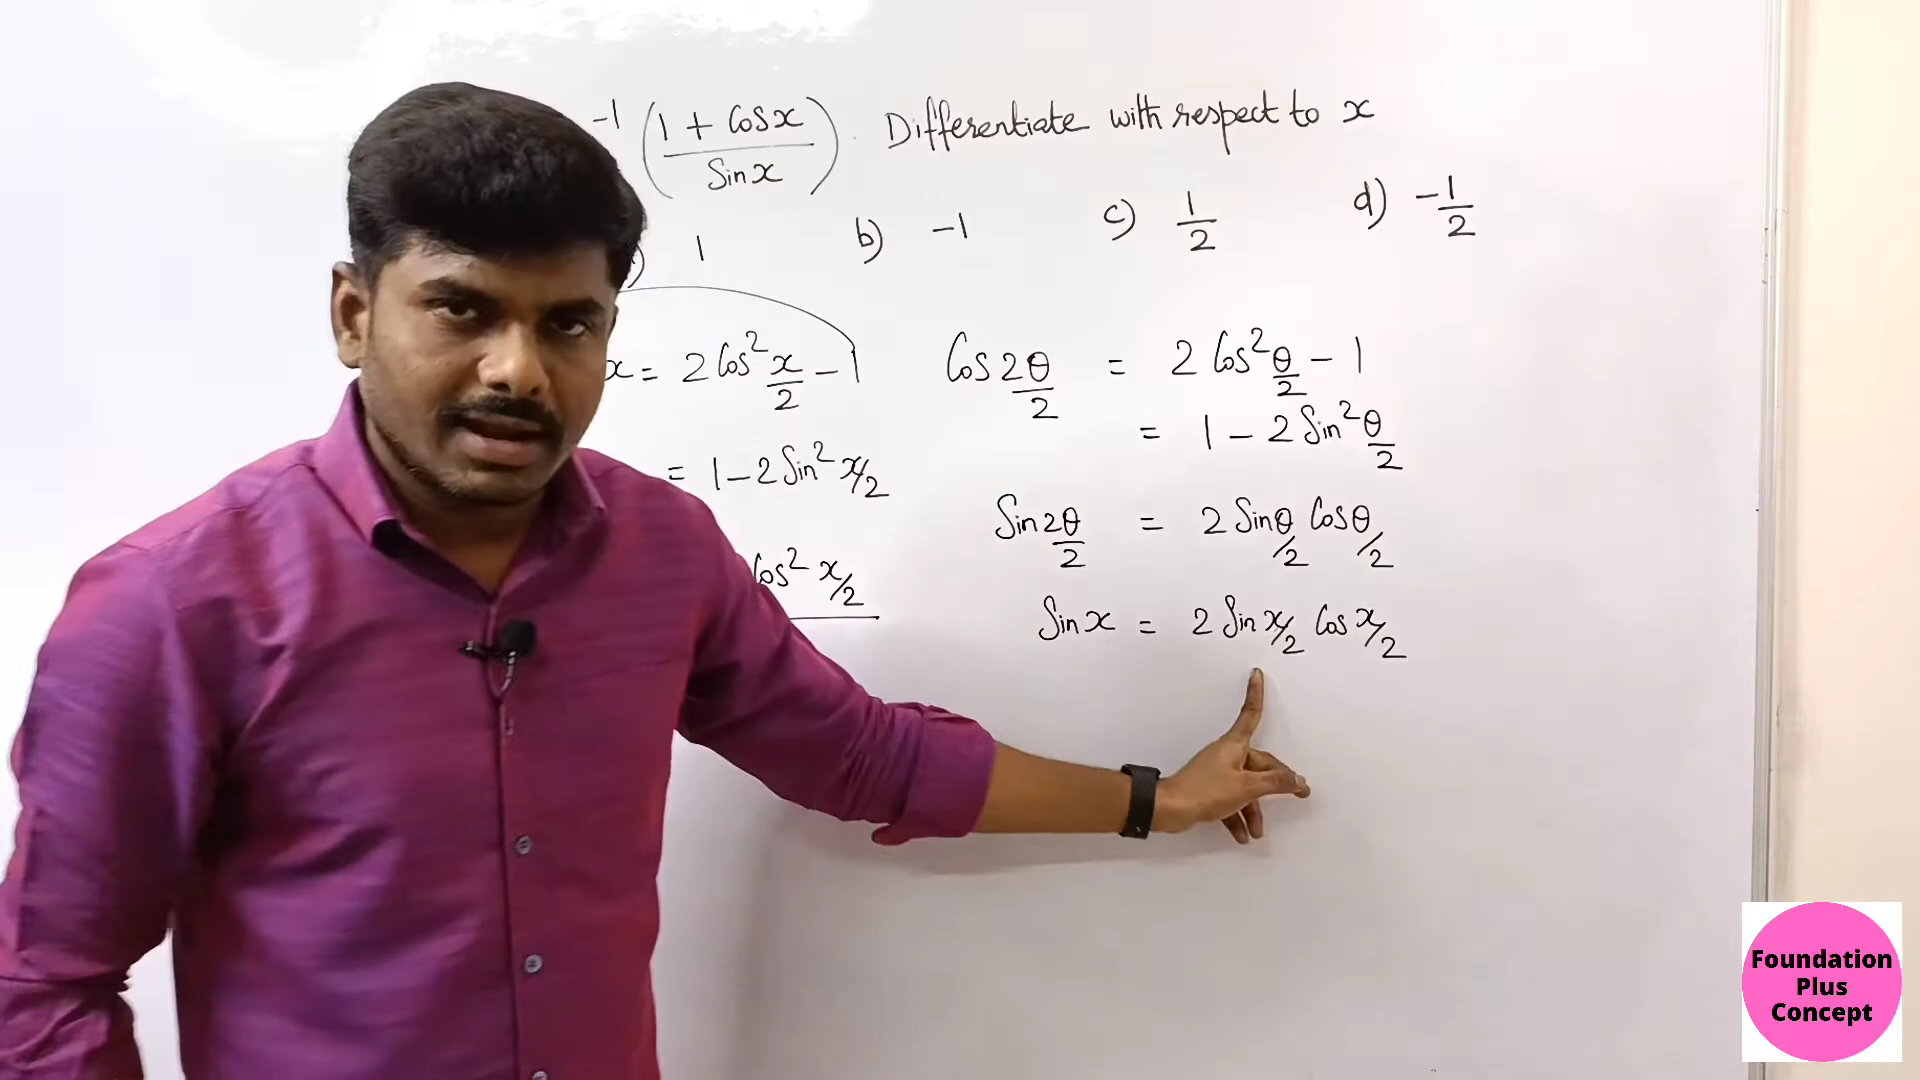 -1 (1 + Cos x / Sin x) Differentiate with respect to x
) 1 b) -1 c) 1/2 d) -1/2
x = 2 Cos² x/2 - 1
= 1 - 2 Sin² x/2
Cos² x/2
Cos 2θ/2 = 2 Cos² θ/2 - 1
= 1 - 2 Sin² θ/2
Sin 2θ/2 = 2 Sin θ/2 Cos θ/2
Sin x = 2 Sin x/2 Cos x/2
Foundation
Plus
Concept